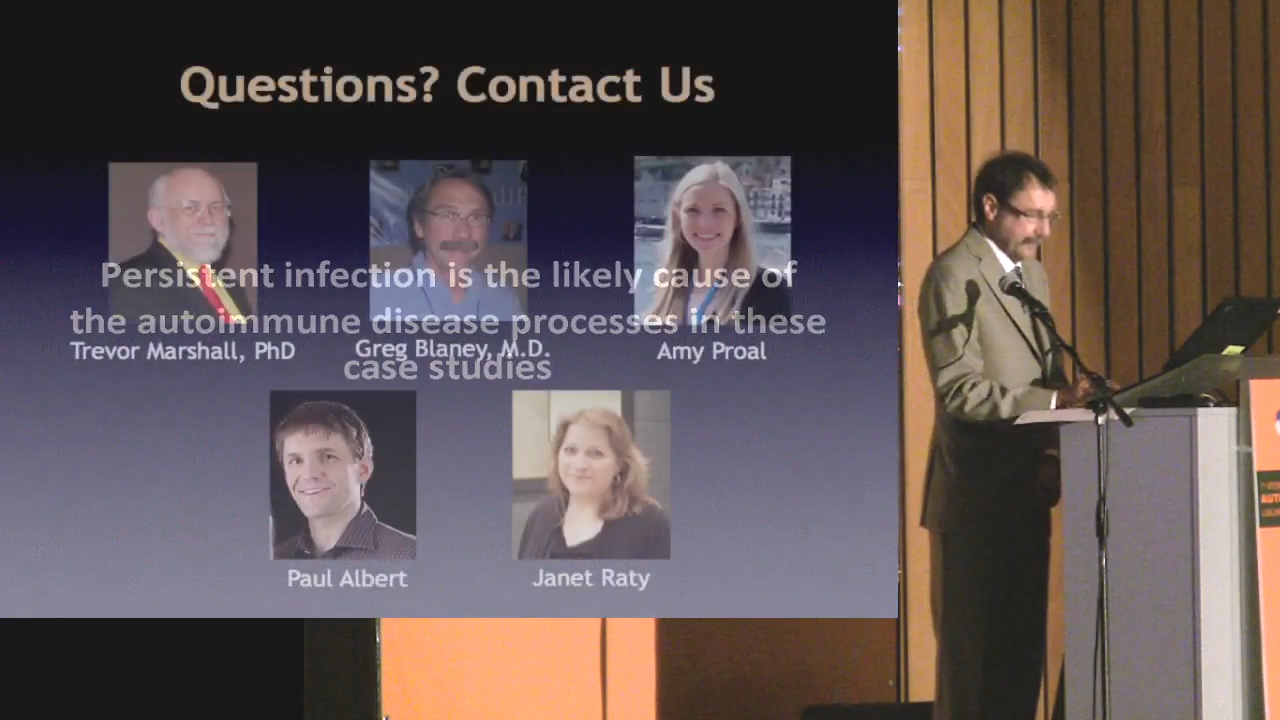 Questions? Contact Us
Persistent infection is the likely cause of
the autoimmune disease processes in these
case studies
Trevor Marshall, PhD
Greg Blaney, M.D.
Amy Proal
Paul Albert
Janet Raty